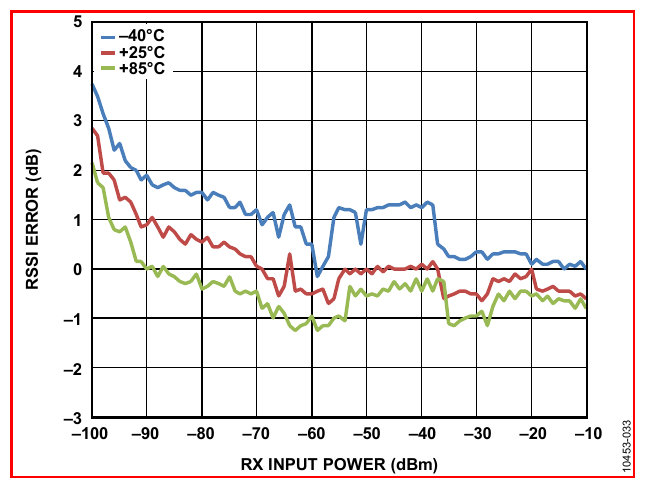 5
4
3
2
1
0
–1
–2
–3
–40°C
+25°C
+85°C
RSSI ERROR (dB)
–100 –90 –80 –70 –60 –50 –40 –30 –20 –10
RX INPUT POWER (dBm)
10453-033